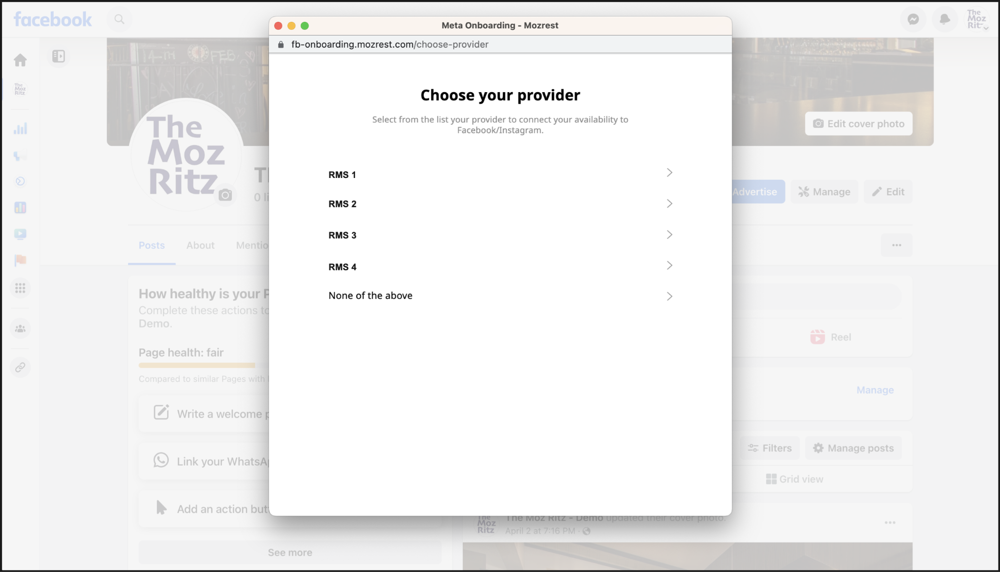 facebook
The
Moz
Ritz
Meta Onboarding - Mozrest
fb-onboarding.mozrest.com/choose-provider
Choose your provider
Select from the list your provider to connect your availability to
Facebook/Instagram.
RMS 1
RMS 2
RMS 3
RMS 4
None of the above
The
Moz
Ritz
14TH FEB
The
Moz
Ritz
0 li
Edit cover photo
Advertise
Manage
Edit
Posts
About
Mentio
How healthy is your P
Complete these actions to
Demo.
Page health: fair
Compared to similar Pages with
Write a welcome p
Link your WhatsAp
Add an action butt
See more
Reel
Manage
Filters
Manage posts
Grid view
The
Moz
Ritz
The Moz Ritz - Demo updated their cover photo.
April 2 at 7:16 PM ·